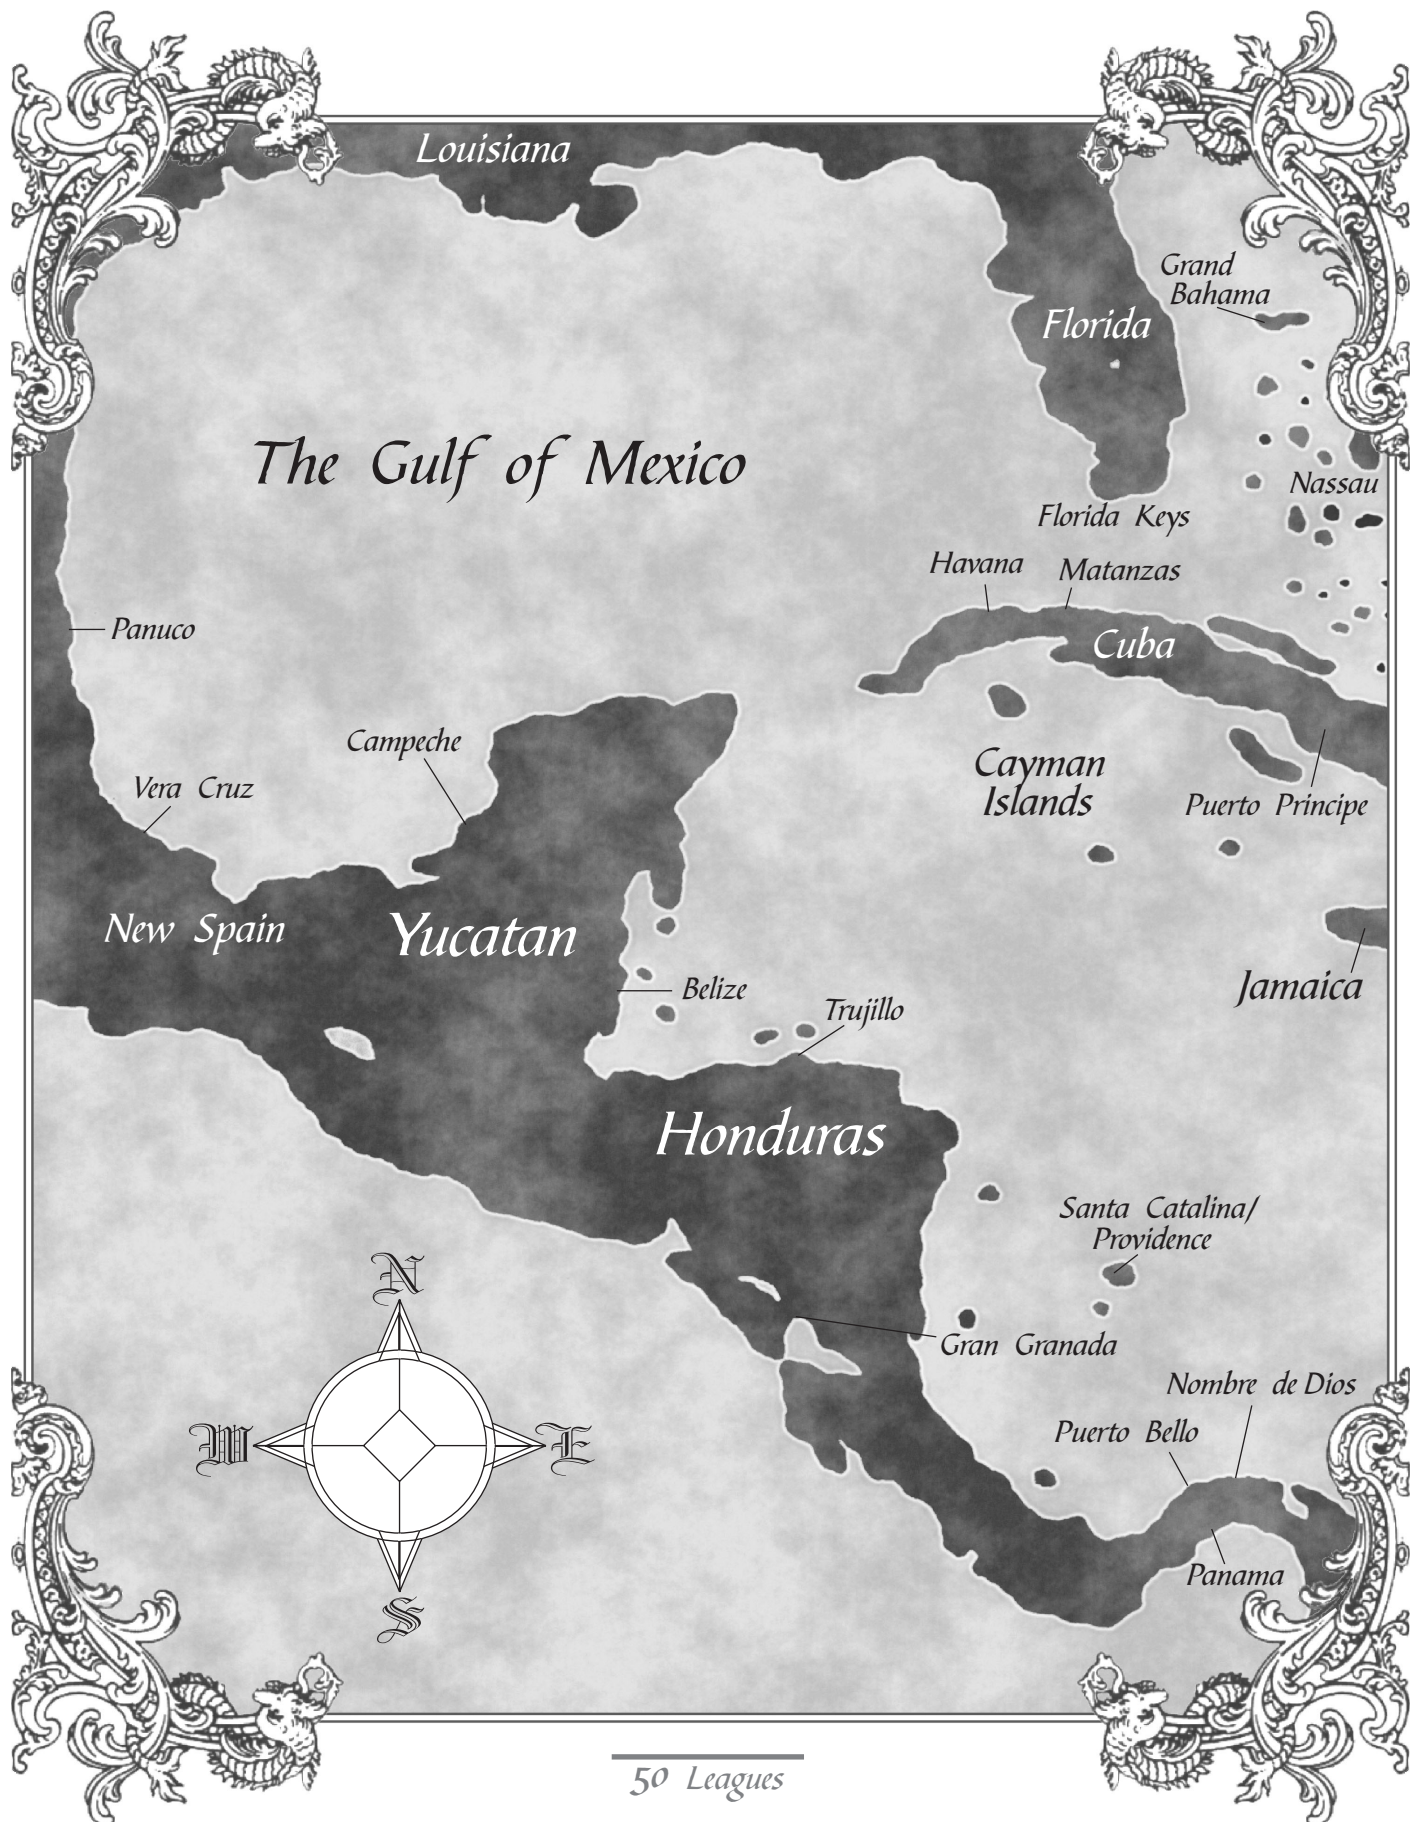 Louisiana
Grand
Bahama
Florida
The Gulf of Mexico
Nassau
Florida Keys
Havana
Matanzas
Panuco
Cuba
Campeche
Cayman
Islands
Vera Cruz
Puerto Principe
New Spain
Yucatan
Jamaica
Belize
Trujillo
Honduras
Santa Catalina/
Providence
N
Gran Granada
Nombre de Dios
Puerto Bello
W
E
Panama
S
50 Leagues